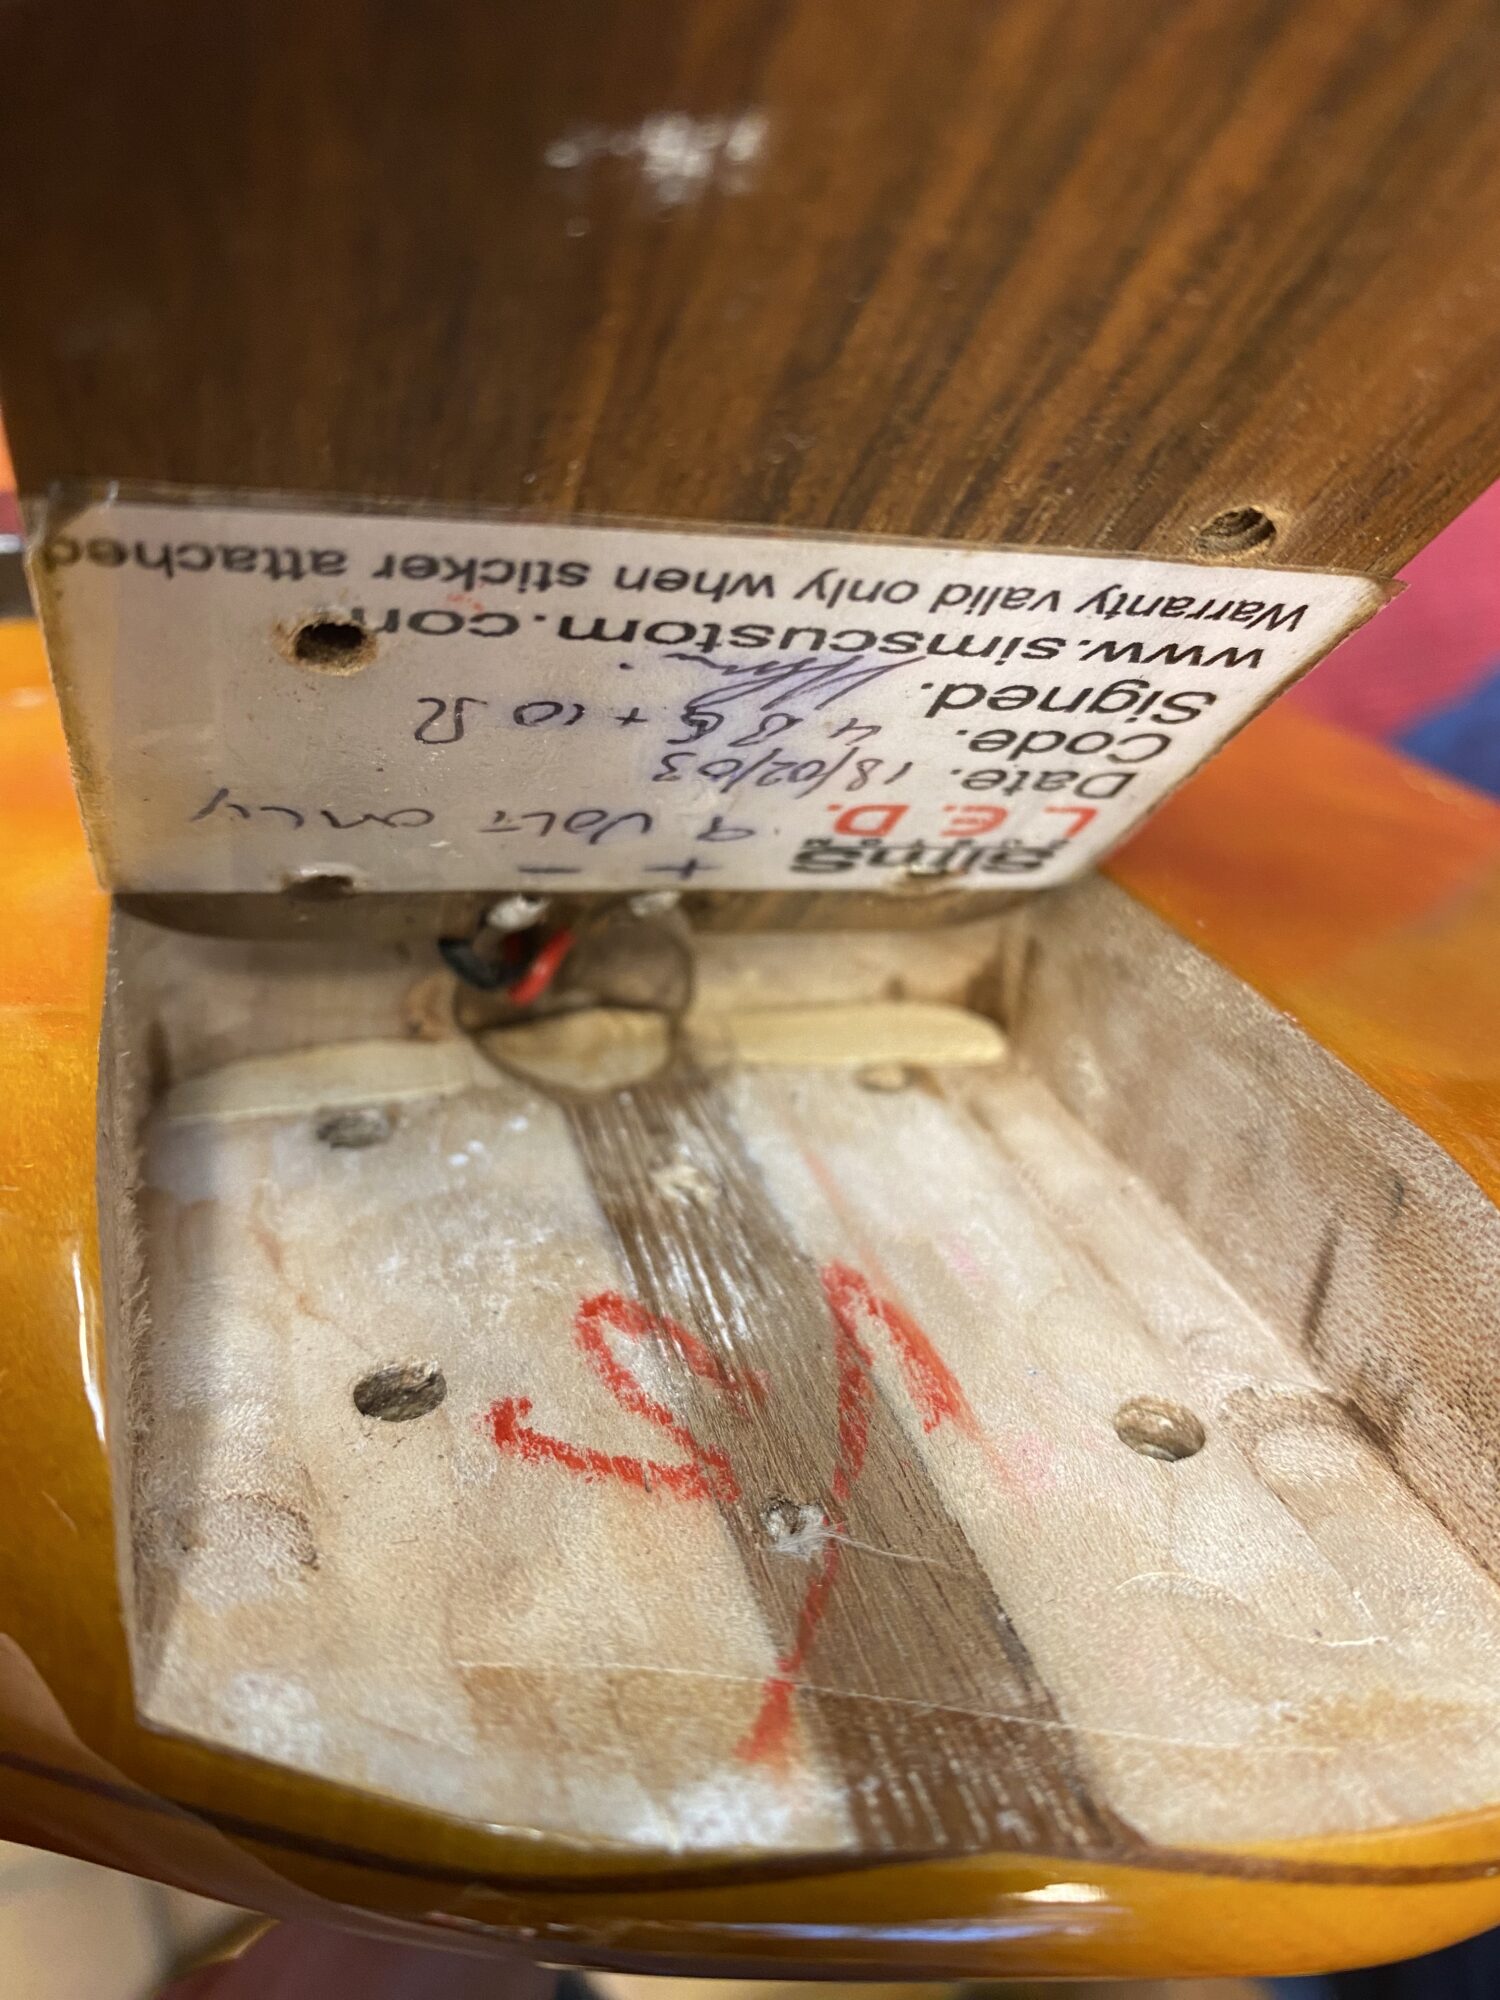 sims + -
L.E.D. 9 VOLT ONLY
Date. 18/02/03
Code. + 10 Ω
Signed.
www.simscustom.com
Warranty valid only when sticker attached